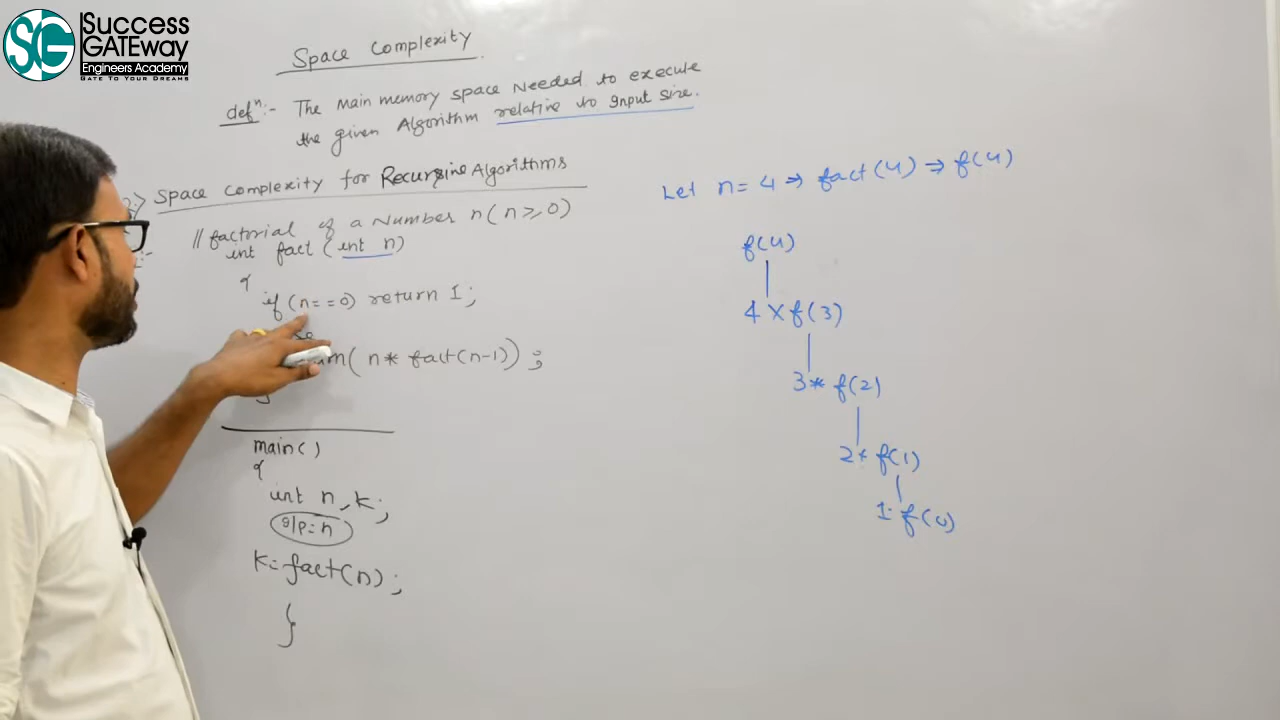 Success
GATEway
Engineers Academy
GATE TO YOUR DREAMS
Space Complexity
defⁿ:- The Main memory space Needed to execute
the given Algorithm relative to Input size.
> Space Complexity for Recursive Algorithms
// factorial of a Number n (n ≥ 0)
int fact (int n)
{
if (n == 0) return 1;
n * fact(n-1)) ;
}
main()
{
int n, k;
I/P = n
k = fact(n);
}
Let n = 4 ⇒ fact(4) ⇒ f(4)
f(4)
4 × f(3)
3 * f(2)
2 * f(1)
1 · f(0)